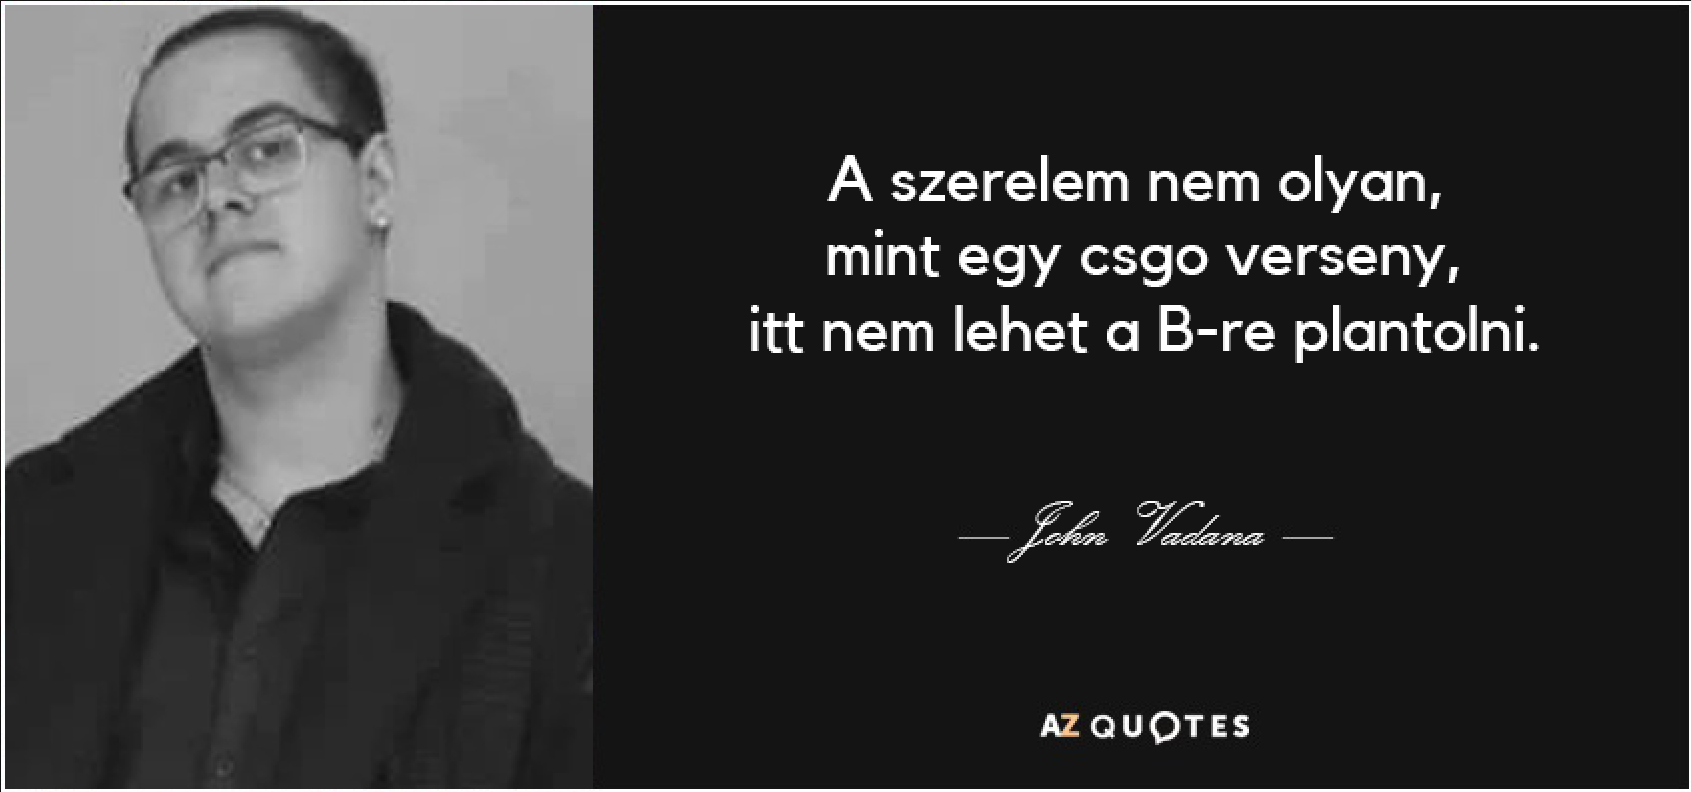 A szerelem nem olyan,
mint egy csgo verseny,
itt nem lehet a B-re plantolni.
John Vadana
AZ QUOTES